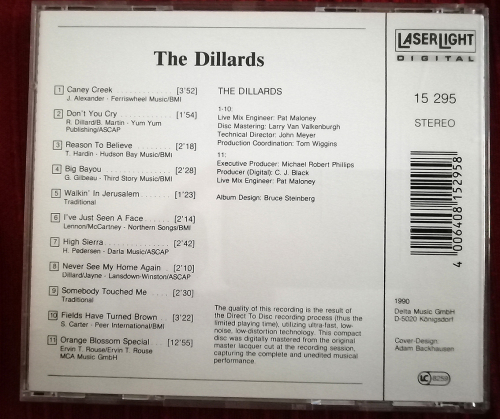 The Dillards
1 Caney Creek ........ [3'52]
J. Alexander · Ferriswheel Music/BMI
2 Don't You Cry ........ [1'54]
R. Dillard/B. Martin · Yum Yum
Publishing/ASCAP
3 Reason To Believe ........ [2'18]
T. Hardin · Hudson Bay Music/BMI
4 Big Bayou ........ [2'28]
G. Gilbeau · Third Story Music/BMI
5 Walkin' In Jerusalem ..... [1'23]
Traditional
6 I've Just Seen A Face ..... [2'14]
Lennon/McCartney · Northern Songs/BMI
7 High Sierra ........ [2'42]
H. Pedersen · Darla Music/ASCAP
8 Never See My Home Again . [2'10]
Dillard/Jayne · Lansdown-Winston/ASCAP
9 Somebody Touched Me .... [2'30]
Traditional
10 Fields Have Turned Brown . [3'22]
S. Carter · Peer International/BMI
11 Orange Blossom Special ... [12'55]
Ervin T. Rouse/Ervin T. Rouse
MCA Music GmbH
THE DILLARDS
1-10:
Live Mix Engineer: Pat Maloney
Disc Mastering: Larry Van Valkenburgh
Technical Director: John Meyer
Production Coordination: Tom Wiggins
11:
Executive Producer: Michael Robert Phillips
Producer (Digital): C. J. Black
Live Mix Engineer: Pat Maloney
Album Design: Bruce Steinberg
The quality of this recording is the result of
the Direct To Disc recording process (thus the
limited playing time), utilizing ultra-fast, low-
noise, low-distortion technology. This compact
disc was digitally mastered from the original
master lacquer cut at the recording session,
capturing the complete and unedited musical
performance.
LASERLIGHT
DIGITAL
15 295
STEREO
4 006408 152958
1990
Delta Music GmbH
D-5020 Königsdorf
Cover-Design:
Adam Backhausen
LC